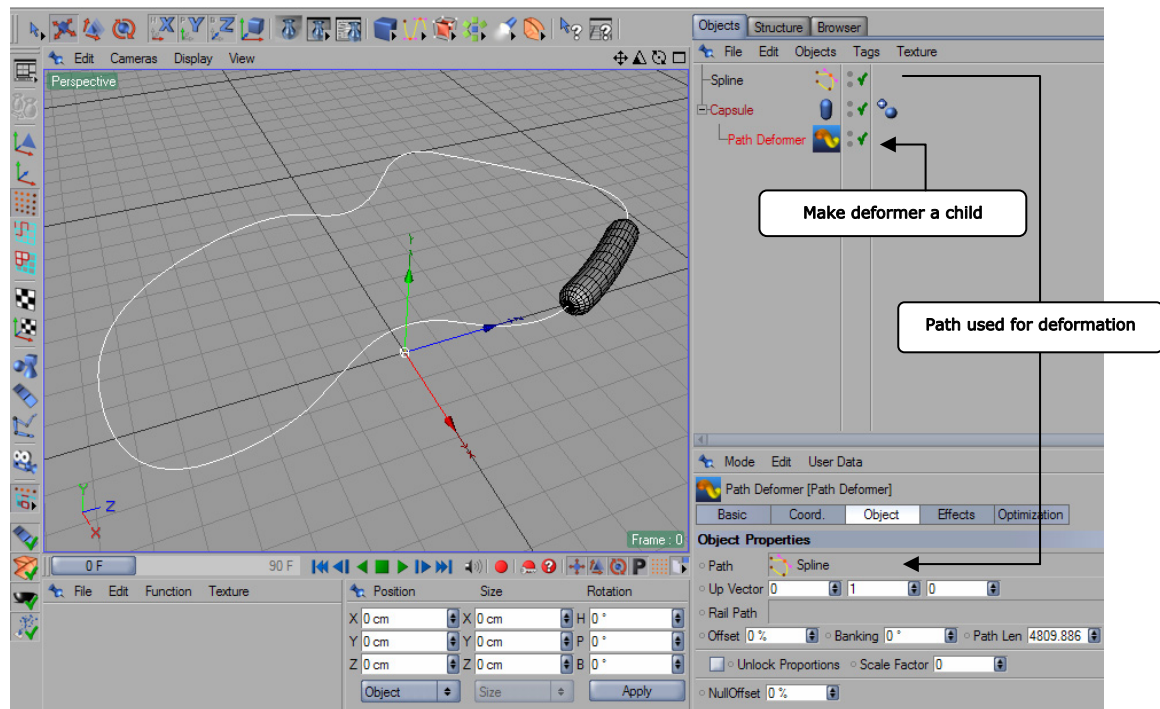 Objects Structure Browser
Edit Cameras Display View
File Edit Objects Tags Texture
Perspective
Spline
Capsule
Path Deformer
Make deformer a child
Path used for deformation
Y
X
Y
Z
X
Frame : 0
Mode Edit User Data
Path Deformer [Path Deformer]
Basic Coord. Object Effects Optimization
Object Properties
Path Spline
Up Vector 0 1 0
Rail Path
Offset 0 % Banking 0 ° Path Len 4809.886
Unlock Proportions Scale Factor 0
NullOffset 0 %
0 F 90 F
P
File Edit Function Texture
Position Size Rotation
X 0 cm X 0 cm H 0 °
Y 0 cm Y 0 cm P 0 °
Z 0 cm Z 0 cm B 0 °
Object Size Apply